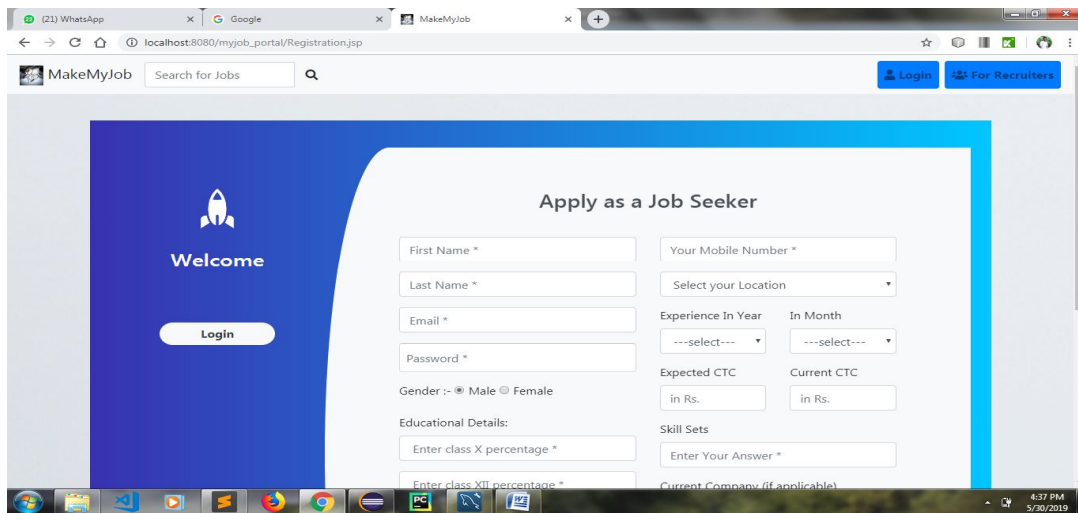 (21) WhatsApp
Google
MakeMyJob
localhost:8080/myjob_portal/Registration.jsp
MakeMyJob
Search for Jobs
Login
For Recruiters
Welcome
Login
Apply as a Job Seeker
First Name *
Last Name *
Email *
Password *
Gender :- Male Female
Educational Details:
Enter class X percentage *
Enter class XII percentage *
Your Mobile Number *
Select your Location
Experience In Year In Month
---select--- ---select---
Expected CTC Current CTC
in Rs. in Rs.
Skill Sets
Enter Your Answer *
Current Company (if applicable)
PC
4:37 PM
5/30/2019